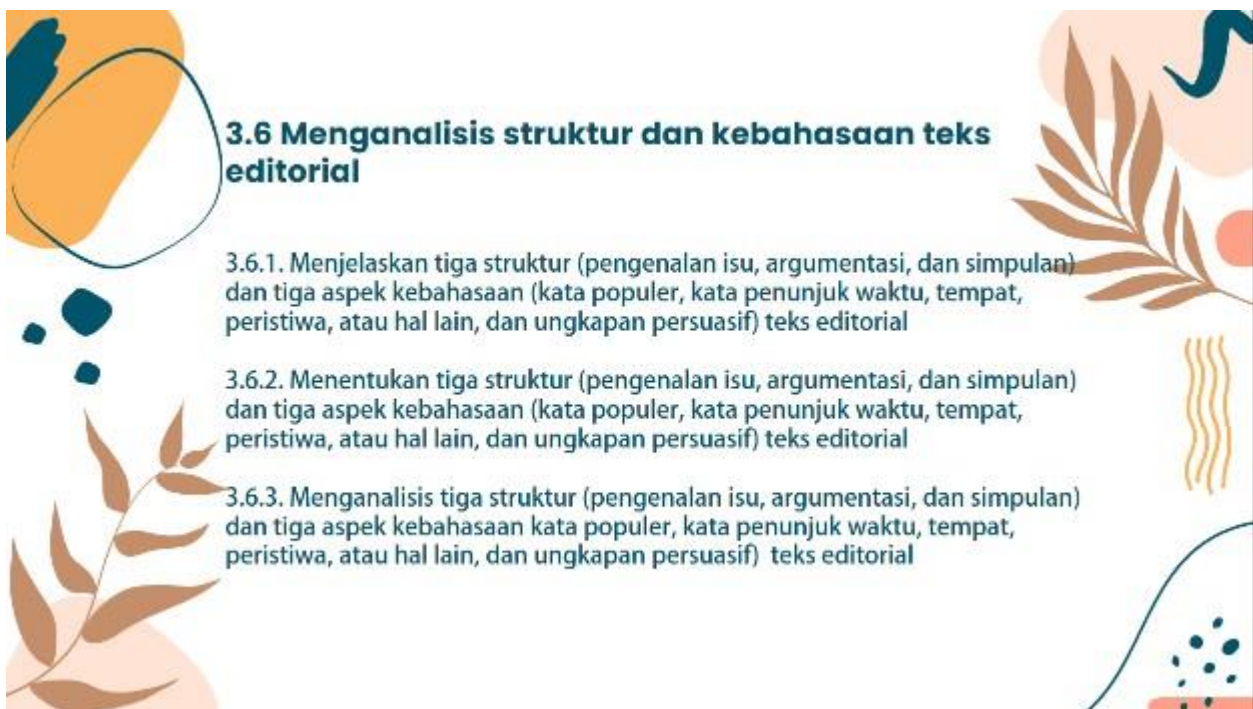 3.6 Menganalisis struktur dan kebahasaan teks
editorial
3.6.1. Menjelaskan tiga struktur (pengenalan isu, argumentasi, dan simpulan)
dan tiga aspek kebahasaan (kata populer, kata penunjuk waktu, tempat,
peristiwa, atau hal lain, dan ungkapan persuasif) teks editorial
3.6.2. Menentukan tiga struktur (pengenalan isu, argumentasi, dan simpulan)
dan tiga aspek kebahasaan (kata populer, kata penunjuk waktu, tempat,
peristiwa, atau hal lain, dan ungkapan persuasif) teks editorial
3.6.3. Menganalisis tiga struktur (pengenalan isu, argumentasi, dan simpulan)
dan tiga aspek kebahasaan kata populer, kata penunjuk waktu, tempat,
peristiwa, atau hal lain, dan ungkapan persuasif) teks editorial